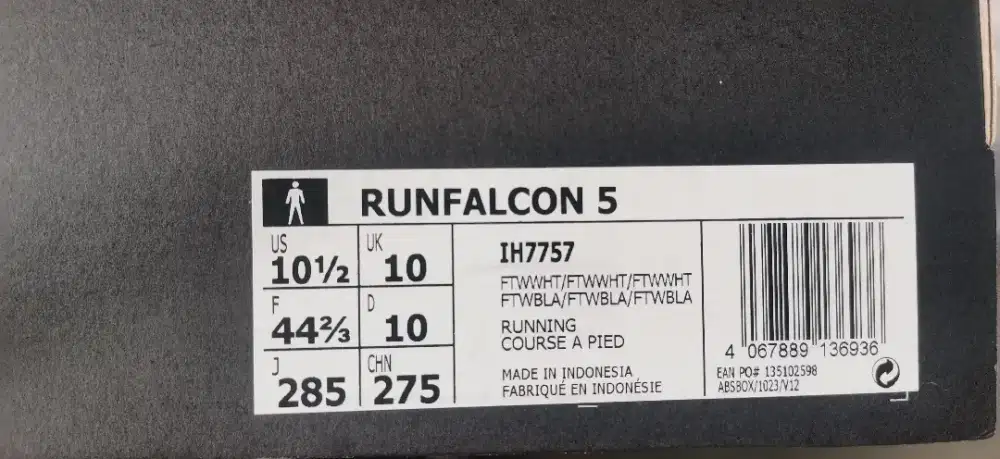 RUNFALCON 5
US
10½
UK
10
F
44⅔
D
10
J
285
CHN
275
IH7757
FTWWHT/FTWWHT/FTWWHT
FTWBLA/FTWBLA/FTWBLA
RUNNING
COURSE A PIED
MADE IN INDONESIA
FABRIQUÉ EN INDONÉSIE
4 067889 136936
EAN PO# 135102598
ABSBOX/1023/V12